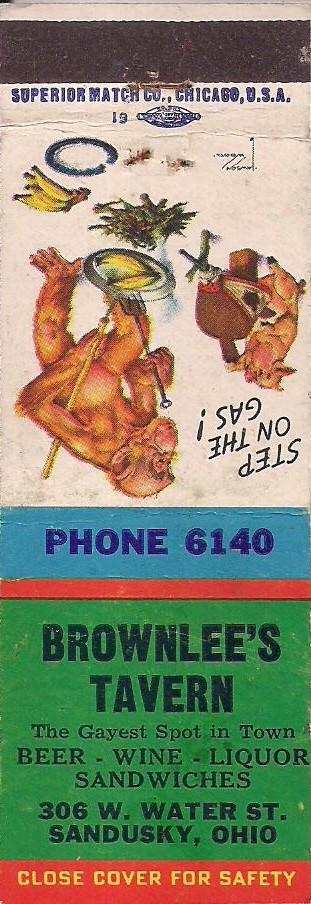 SUPERIOR MATCH CO., CHICAGO, U.S.A.
19
STEP
ON THE
GAS!
PHONE 6140
BROWNLEE'S
TAVERN
The Gayest Spot in Town
BEER - WINE - LIQUOR
SANDWICHES
306 W. WATER ST.
SANDUSKY, OHIO
CLOSE COVER FOR SAFETY